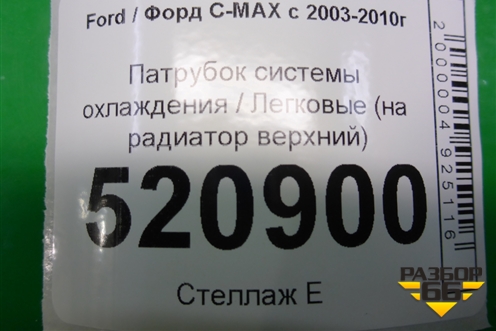 Ford / Форд C-MAX с 2003-2010г
Патрубок системы
охлаждения / Легковые (на
радиатор верхний)
520900
Стеллаж Е
2000004925116
РАЗБОР
66